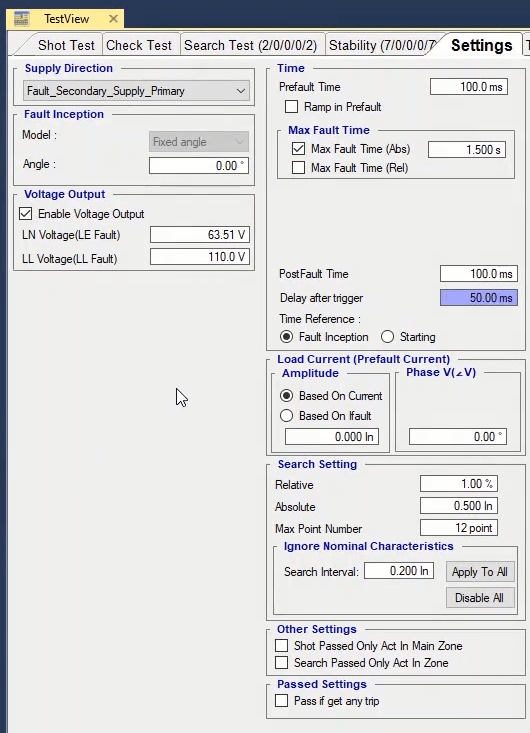 TestView ×
Shot Test Check Test Search Test (2/0/0/0/2) Stability (7/0/0/0/7 Settings
Supply Direction
Fault_Secondary_Supply_Primary
Fault Inception
Model : Fixed angle
Angle : 0.00 °
Voltage Output
Enable Voltage Output
LN Voltage(LE Fault) 63.51 V
LL Voltage(LL Fault) 110.0 V
Time
Prefault Time 100.0 ms
Ramp in Prefault
Max Fault Time
Max Fault Time (Abs) 1.500 s
Max Fault Time (Rel)
PostFault Time 100.0 ms
Delay after trigger 50.00 ms
Time Reference :
Fault Inception Starting
Load Current (Prefault Current)
Amplitude
Based On Current
Based On Ifault
0.000 In
Phase V(∠V)
0.00 °
Search Setting
Relative 1.00 %
Absolute 0.500 In
Max Point Number 12 point
Ignore Nominal Characteristics
Search Interval: 0.200 In Apply To All
Disable All
Other Settings
Shot Passed Only Act In Main Zone
Search Passed Only Act In Zone
Passed Settings
Pass if get any trip